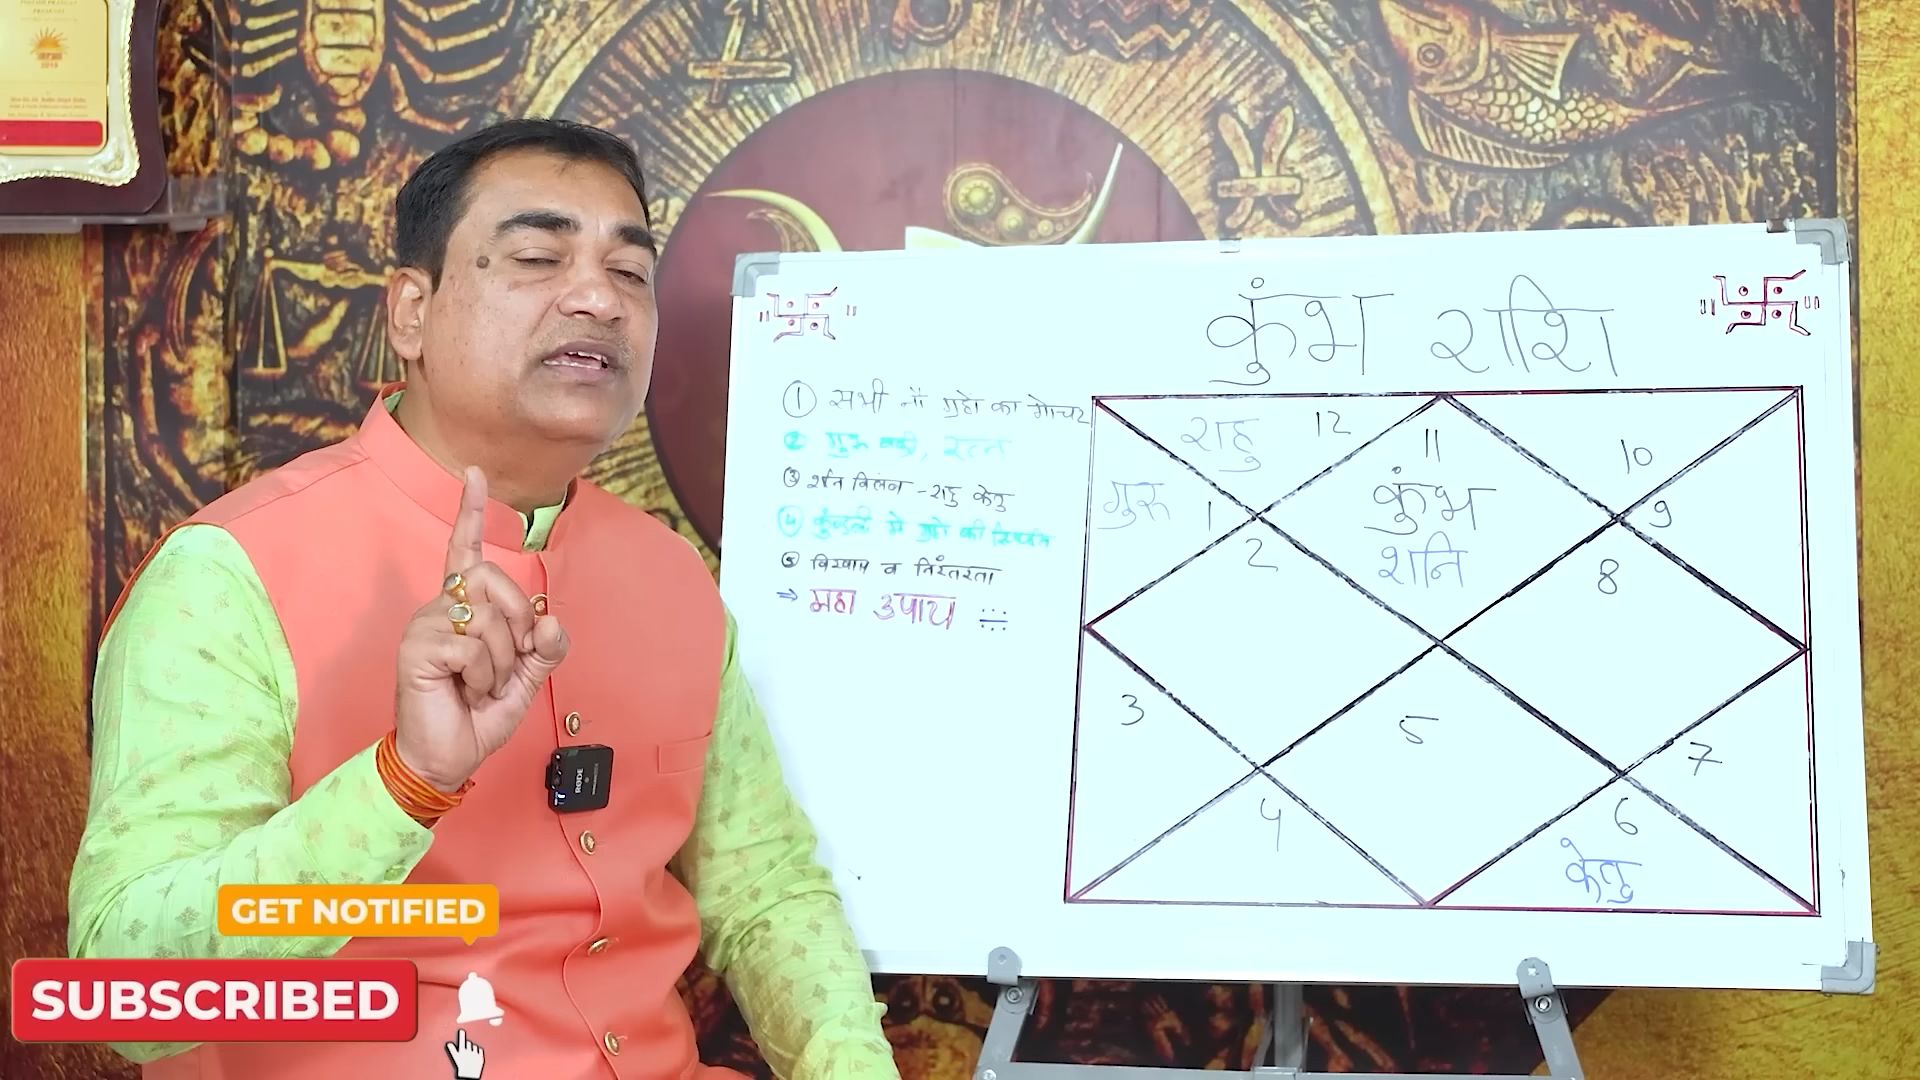 कुंभ राशि
① सभी नौ ग्रहो का गोचर
② गुरु वक्री, रत्न
③ शनि विलंब - राहु केतु
④ कुंडली मे ग्रहो की स्थिति
⑤ विश्वास व निरंतरता
→ महा उपाय
राहु 12
11
10
गुरु 1
कुंभ
9
2
शनि
8
3
5
7
4
6
केतु
RODE
GET NOTIFIED
SUBSCRIBED